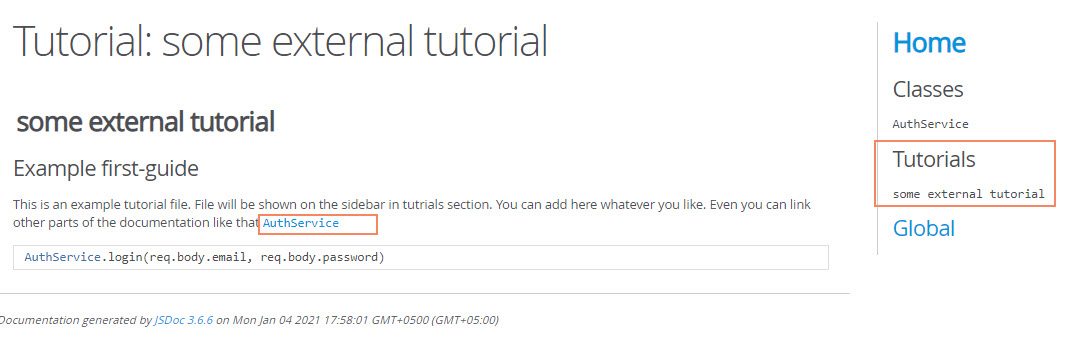 Tutorial: some external tutorial
some external tutorial
Example first-guide
This is an example tutorial file. File will be shown on the sidebar in tutrials section. You can add here whatever you like. Even you can link
other parts of the documentation like that AuthService
AuthService.login(req.body.email, req.body.password)
Documentation generated by JSDoc 3.6.6 on Mon Jan 04 2021 17:58:01 GMT+0500 (GMT+05:00)
Home
Classes
AuthService
Tutorials
some external tutorial
Global